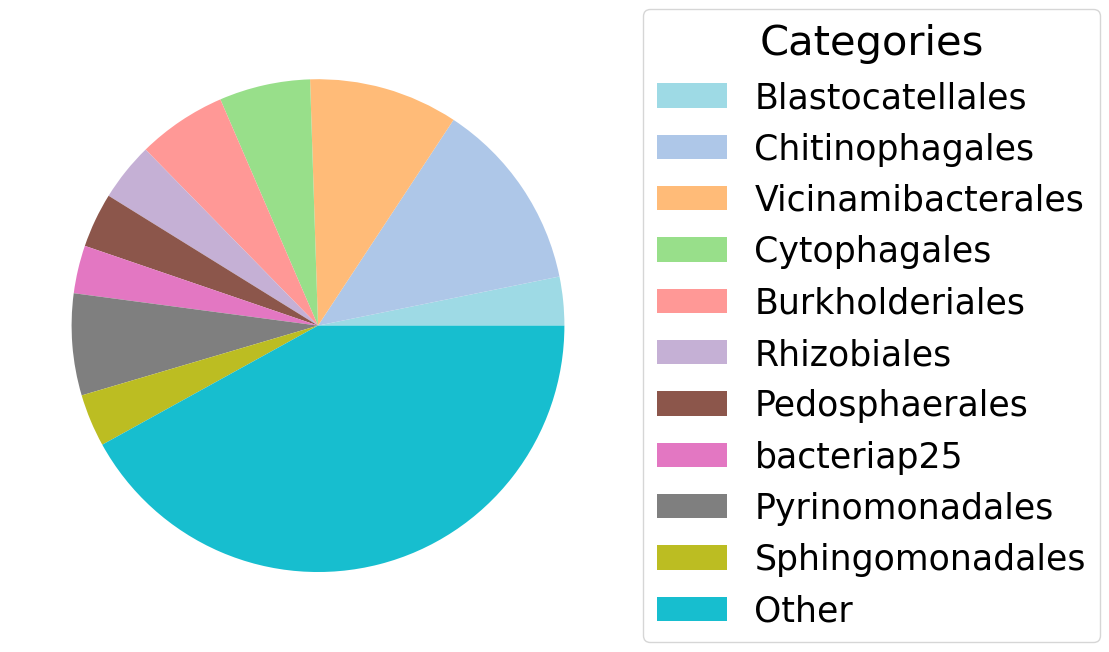 Categories
Blastocatellales
Chitinophagales
Vicinamibacterales
Cytophagales
Burkholderiales
Rhizobiales
Pedosphaerales
bacteriap25
Pyrinomonadales
Sphingomonadales
Other